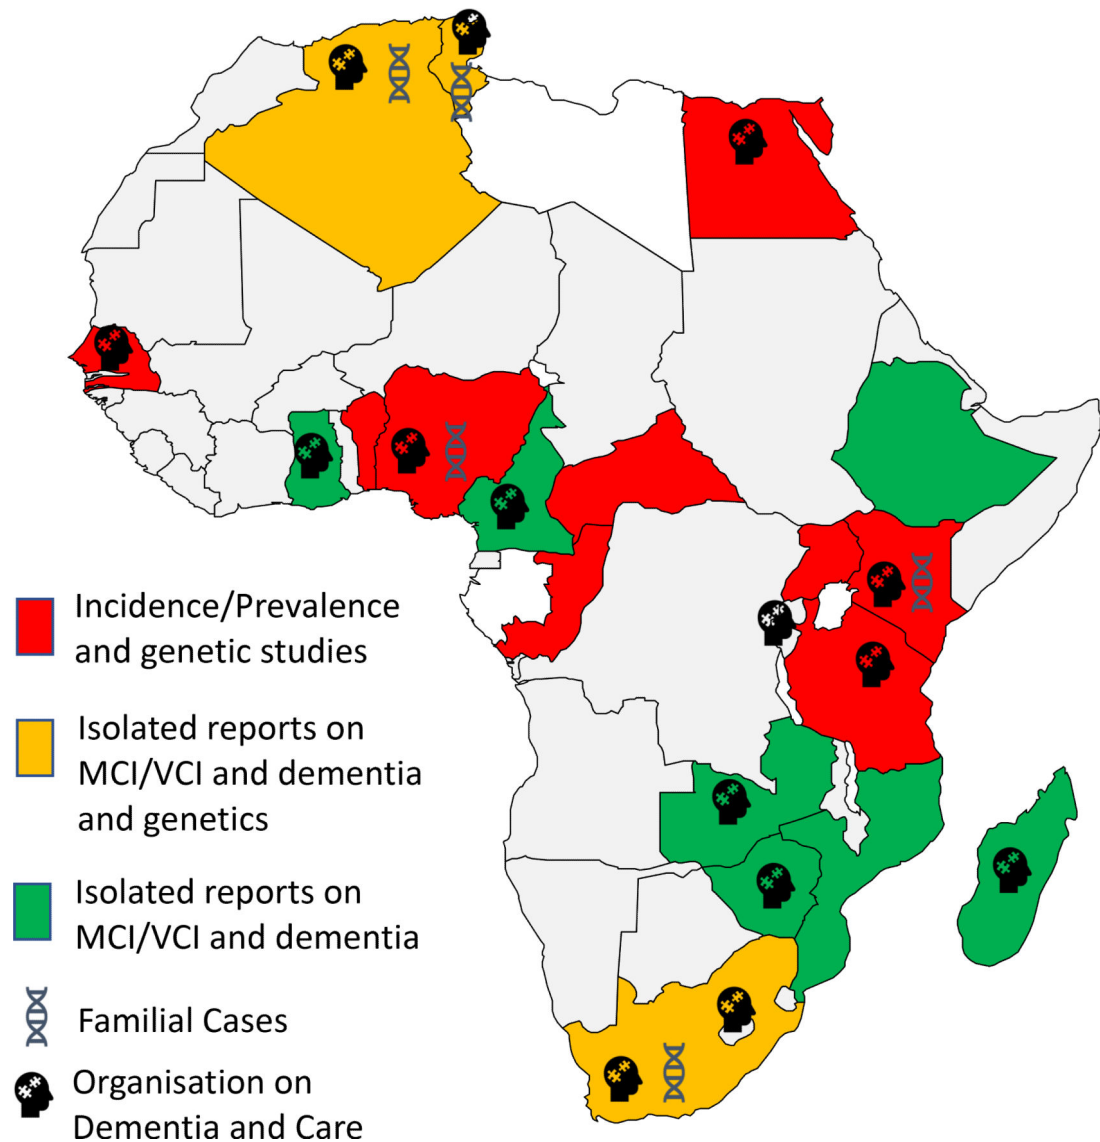 Incidence/Prevalence
and genetic studies
Isolated reports on
MCI/VCI and dementia
and genetics
Isolated reports on
MCI/VCI and dementia
Familial Cases
Organisation on
Dementia and Care